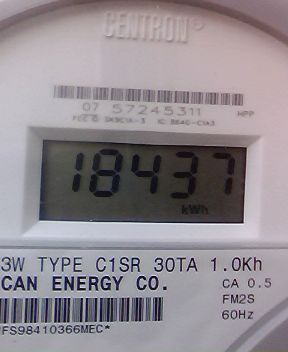 CENTRON®
07 57245311 HPP
18437
kWh
3W TYPE C1SR 30TA 1.0Kh
CAN ENERGY CO. CA 0.5
FM2S
60Hz
*FS98410366MEC*